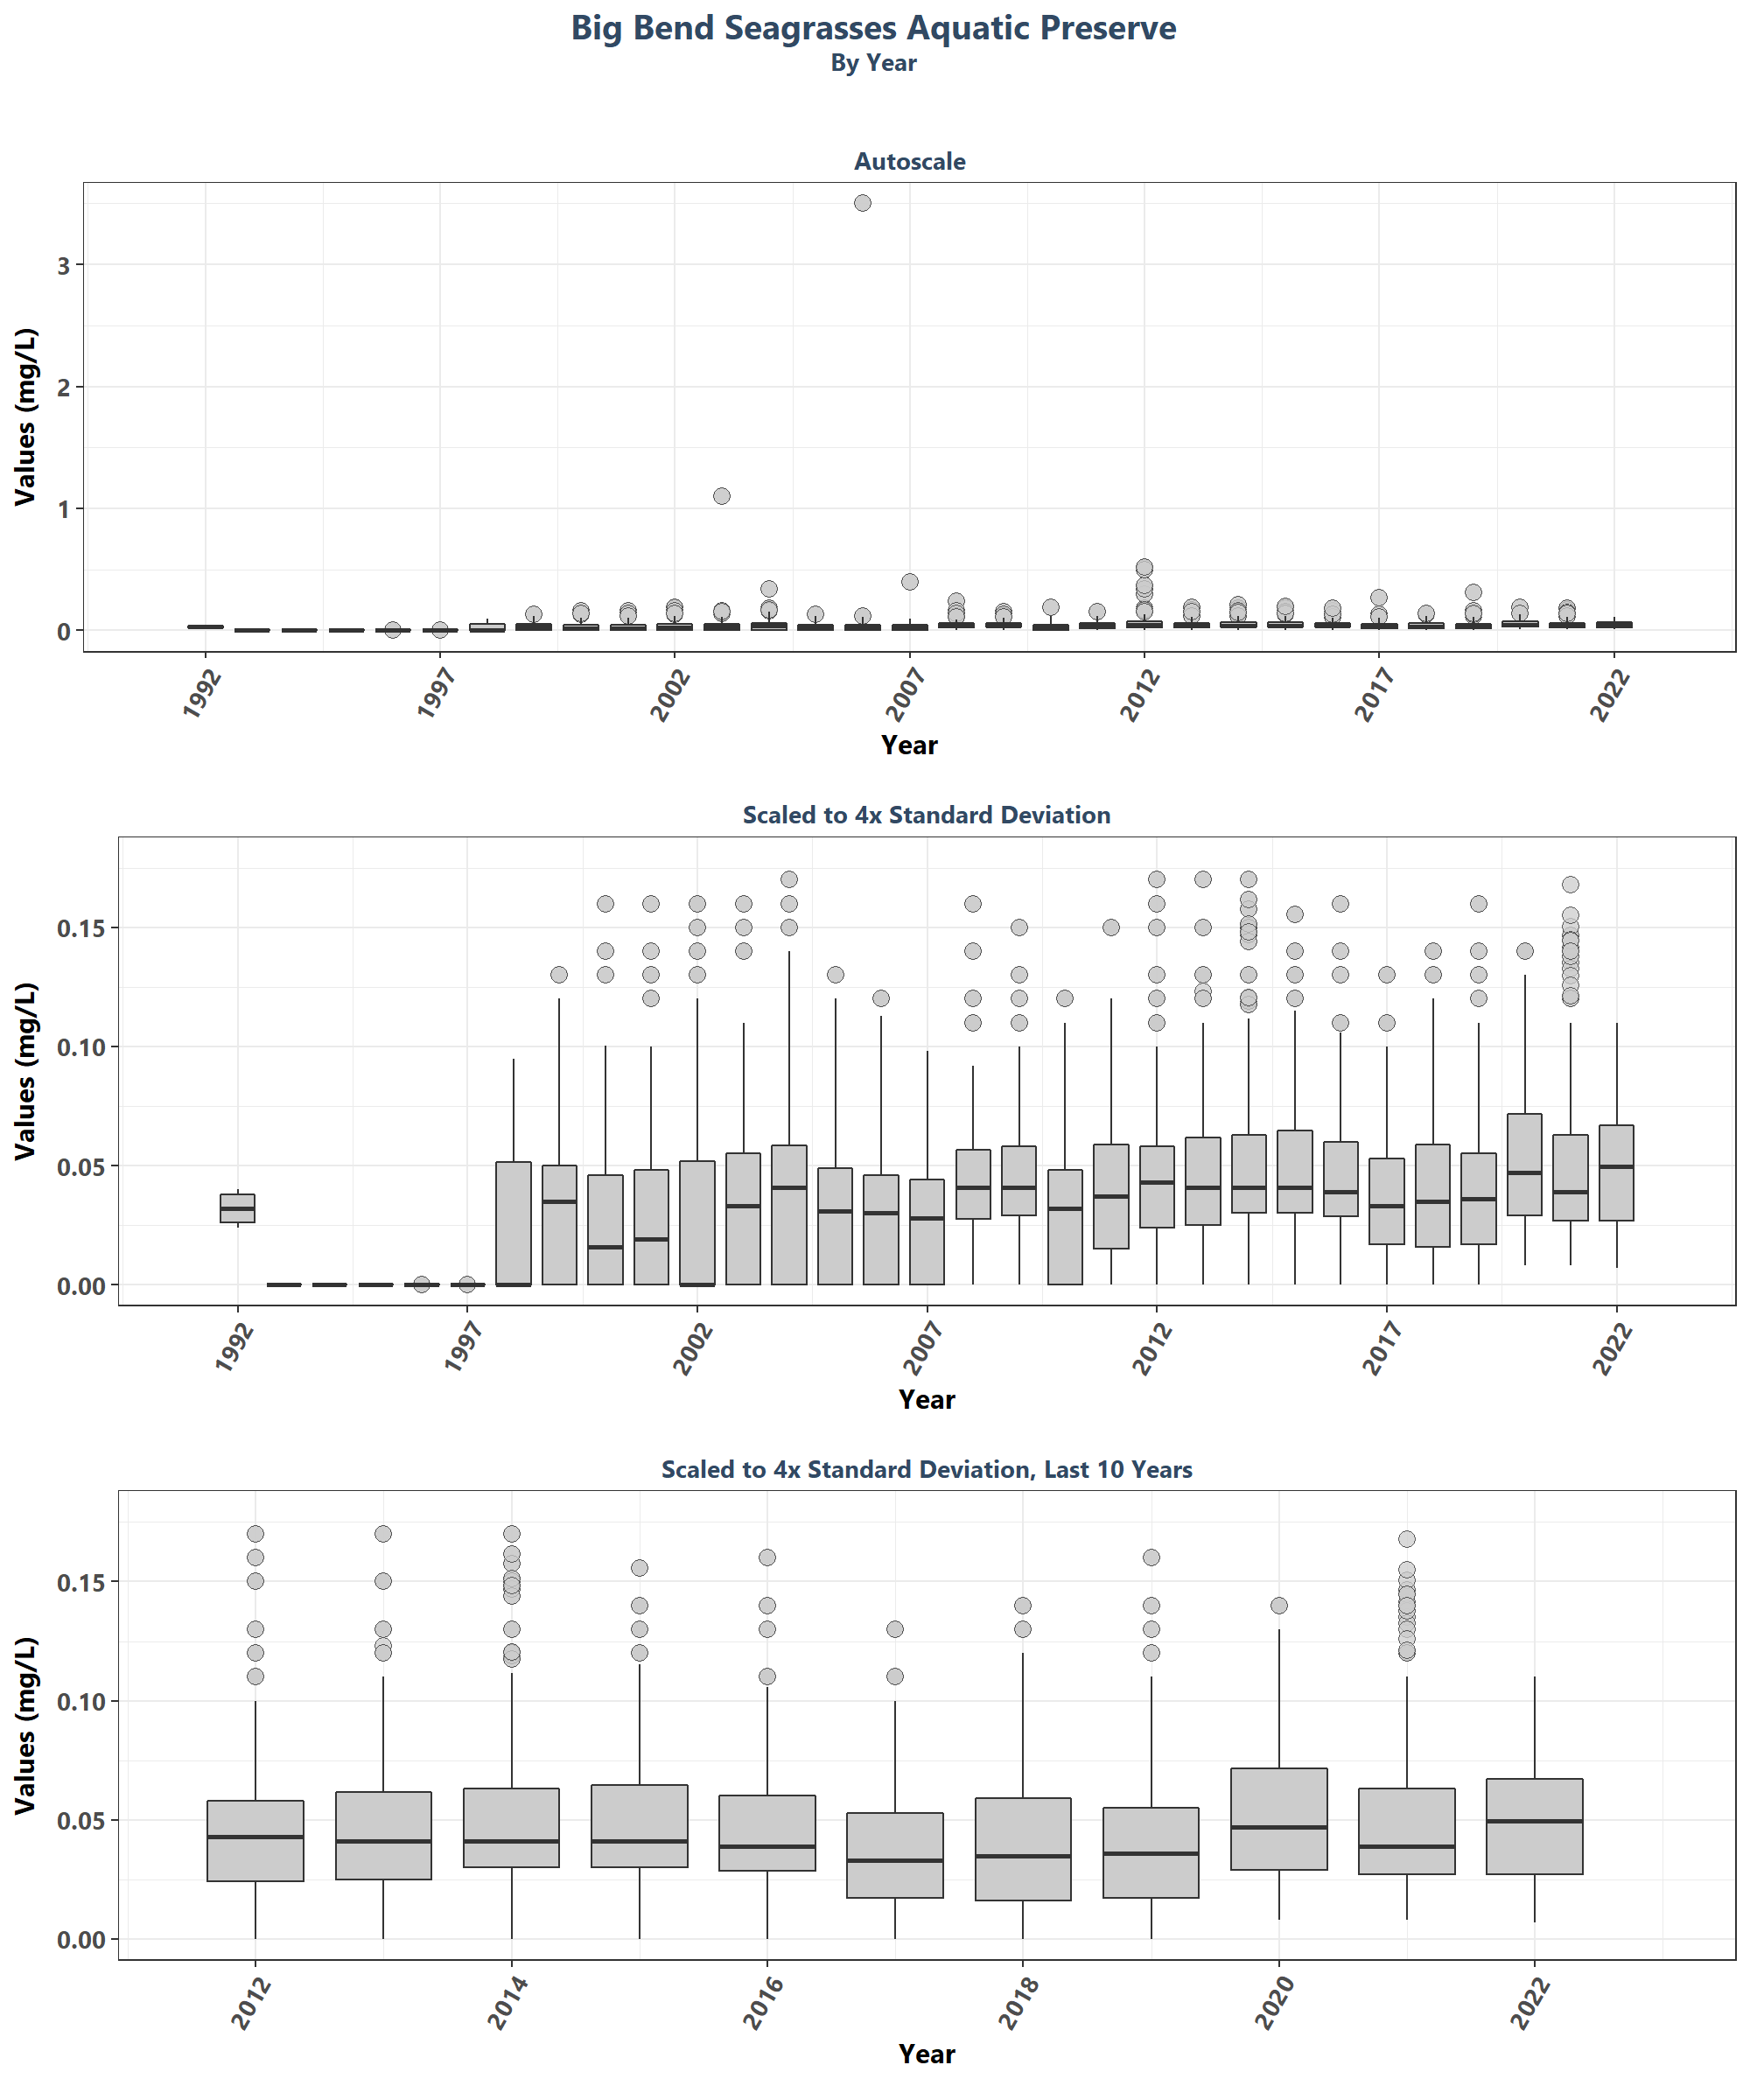 Big Bend Seagrasses Aquatic Preserve
By Year
Autoscale
Values (mg/L)
3
2
1
0
1992 1997 2002 2007 2012 2017 2022
Year
Scaled to 4x Standard Deviation
Values (mg/L)
0.15
0.10
0.05
0.00
1992 1997 2002 2007 2012 2017 2022
Year
Scaled to 4x Standard Deviation, Last 10 Years
Values (mg/L)
0.15
0.10
0.05
0.00
2012 2014 2016 2018 2020 2022
Year